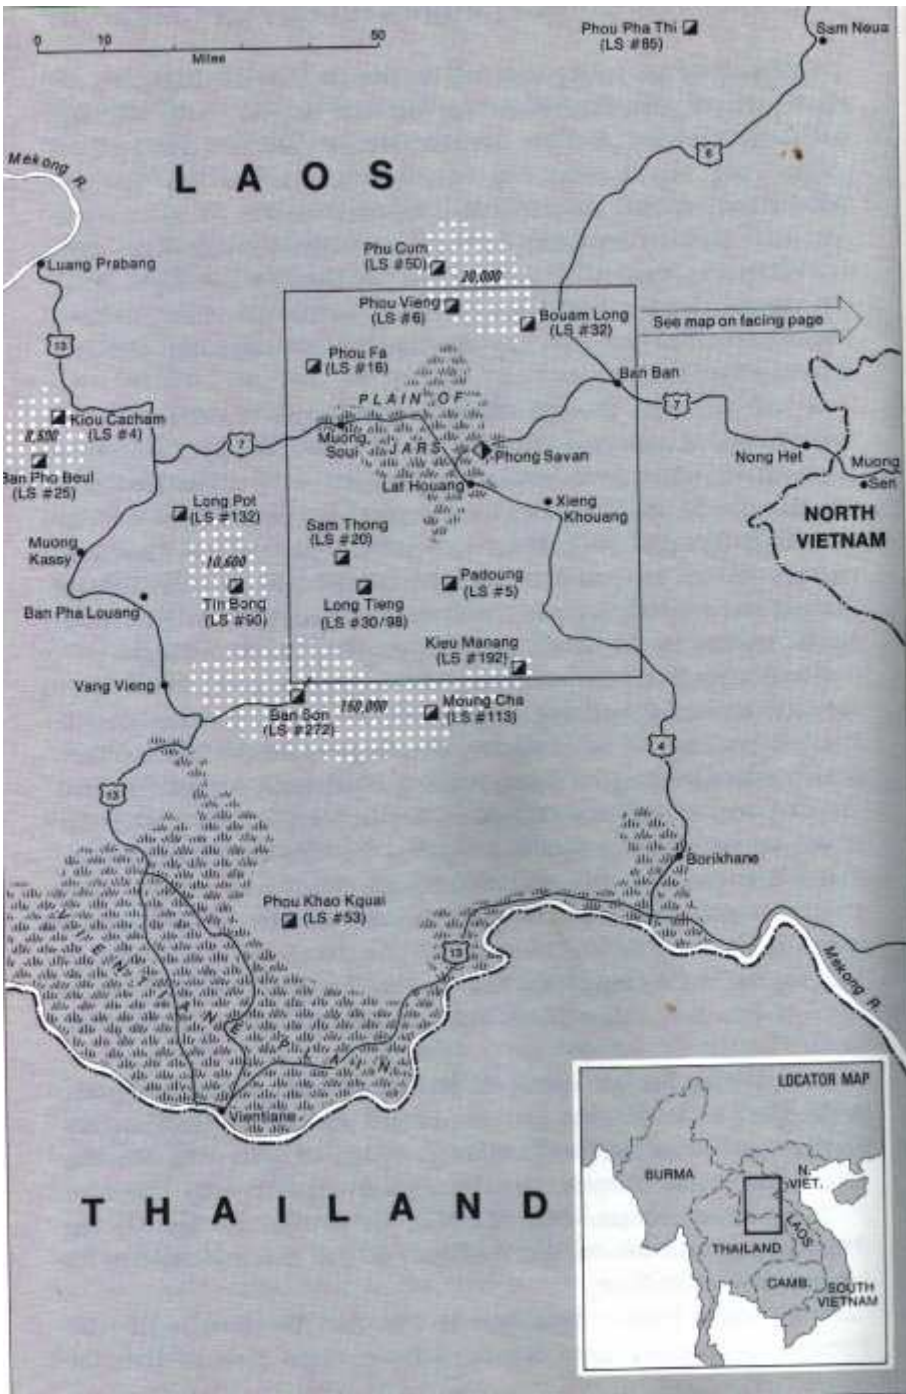 0 10 50
Miles
Phou Pha Thi
(LS #85)
Sam Neua
6
Mekong R.
LAOS
Luang Prabang
Phu Cum
(LS #50)
20,000
Phou Vieng
(LS #6)
Bouam Long
(LS #32)
See map on facing page
13
Phou Fa
(LS #16)
Ban Ban
PLAIN OF
JARS
7
Kiou Cacham
(LS #4)
8,500
Ban Pho Beul
(LS #25)
7
Muong
Soui
Phong Savan
Nong Het
Muong
Sen
Lat Houang
Long Pot
(LS #132)
Xieng
Khouang
NORTH
VIETNAM
Sam Thong
(LS #20)
Muong
Kassy
10,600
Tin Bong
(LS #90)
Long Tieng
(LS #30/98)
Padoung
(LS #5)
Ban Pha Louang
Kieu Manang
(LS #192)
Vang Vieng
Ban Son
(LS #272)
150,000
Moung Cha
(LS #113)
4
13
Borikhane
Phou Khao Kguai
(LS #53)
13
Mekong R.
VIENTIANE PLAIN
Vientiane
THAILAND
LOCATOR MAP
BURMA
N.
VIET.
LAOS
THAILAND
CAMB.
SOUTH
VIETNAM